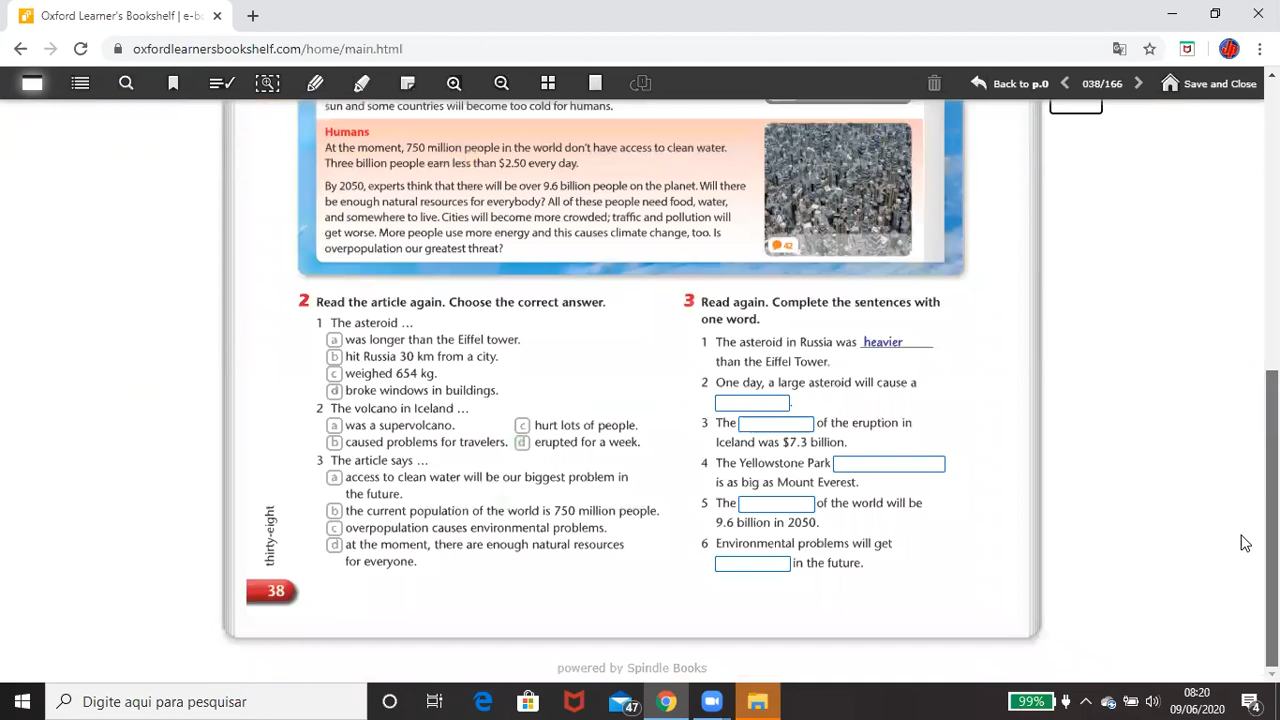 Oxford Learner's Bookshelf | e-bo
oxfordlearnersbookshelf.com/home/main.html
Back to p.0
038/166
Save and Close
sun and some countries will become too cold for humans.
Humans
At the moment, 750 million people in the world don't have access to clean water.
Three billion people earn less than $2.50 every day.
By 2050, experts think that there will be over 9.6 billion people on the planet. Will there
be enough natural resources for everybody? All of these people need food, water,
and somewhere to live. Cities will become more crowded; traffic and pollution will
get worse. More people use more energy and this causes climate change, too. Is
overpopulation our greatest threat?
42
2 Read the article again. Choose the correct answer.
1 The asteroid …
a was longer than the Eiffel tower.
b hit Russia 30 km from a city.
c weighed 654 kg.
d broke windows in buildings.
2 The volcano in Iceland …
a was a supervolcano. c hurt lots of people.
b caused problems for travelers. d erupted for a week.
3 The article says …
a access to clean water will be our biggest problem in
the future.
b the current population of the world is 750 million people.
c overpopulation causes environmental problems.
d at the moment, there are enough natural resources
for everyone.
3 Read again. Complete the sentences with
one word.
1 The asteroid in Russia was heavier
than the Eiffel Tower.
2 One day, a large asteroid will cause a
.
3 The of the eruption in
Iceland was $7.3 billion.
4 The Yellowstone Park
is as big as Mount Everest.
5 The of the world will be
9.6 billion in 2050.
6 Environmental problems will get
in the future.
thirty-eight
38
powered by Spindle Books
Digite aqui para pesquisar
47
99%
08:20
09/06/2020
4